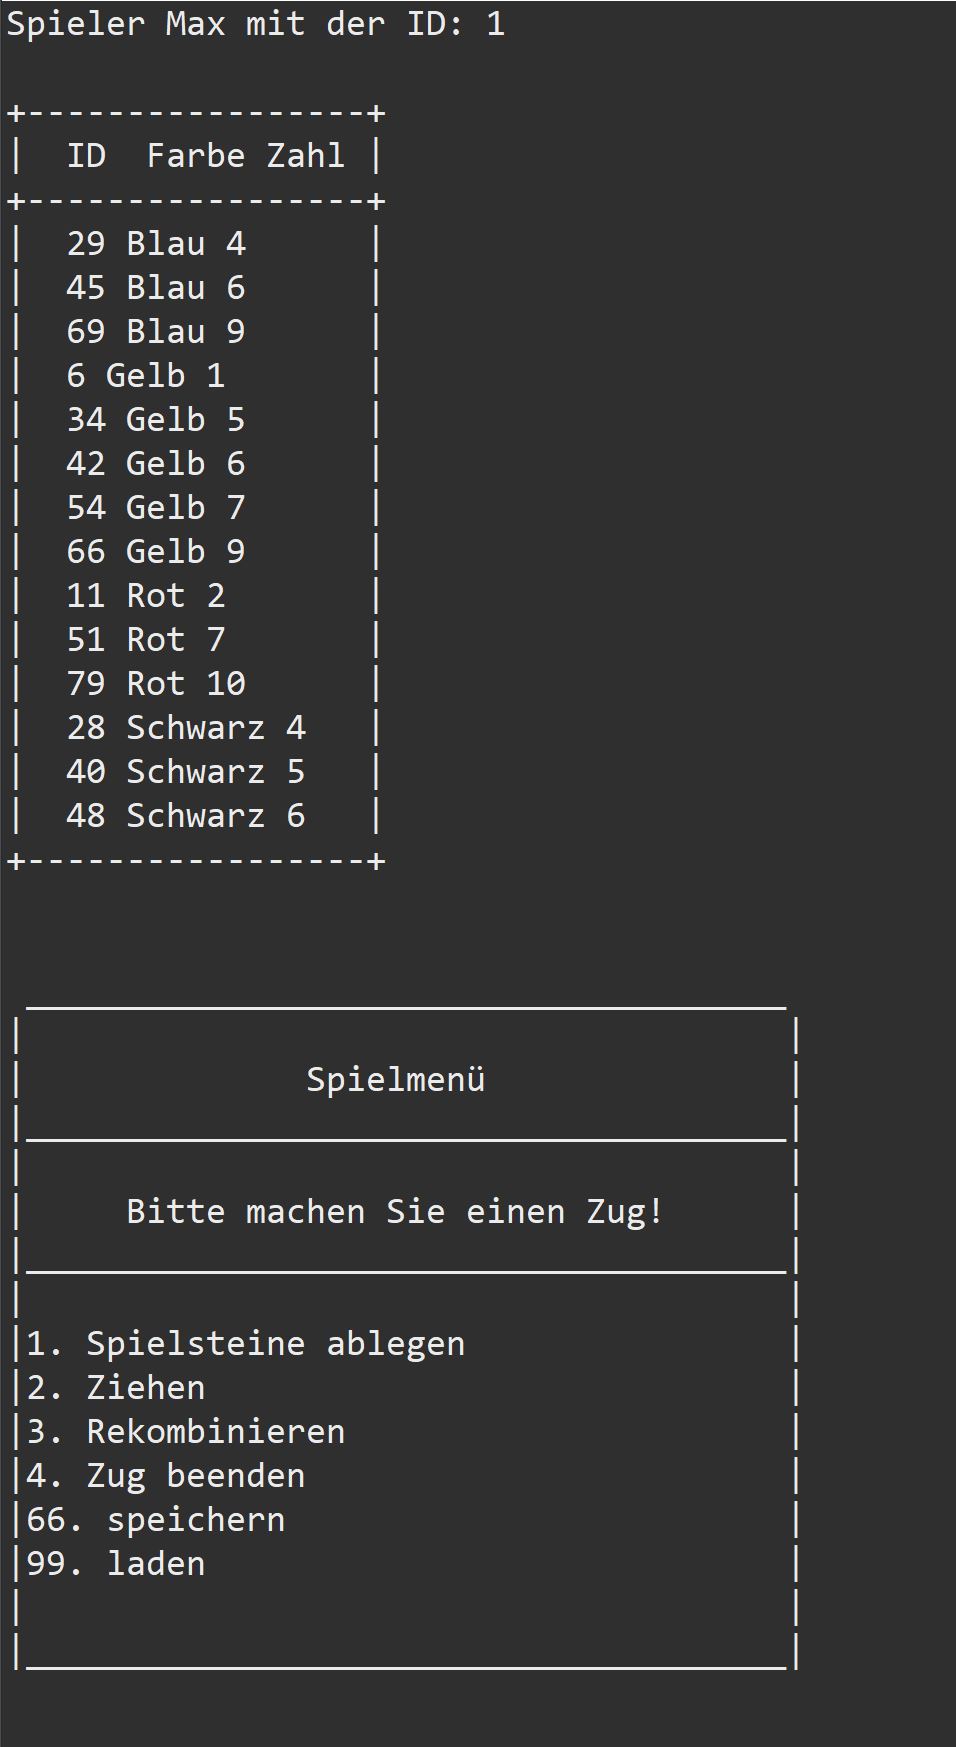 Spieler Max mit der ID: 1
+-----------------+
|  ID  Farbe Zahl |
+-----------------+
|  29 Blau 4      |
|  45 Blau 6      |
|  69 Blau 9      |
|  6 Gelb 1       |
|  34 Gelb 5      |
|  42 Gelb 6      |
|  54 Gelb 7      |
|  66 Gelb 9      |
|  11 Rot 2       |
|  51 Rot 7       |
|  79 Rot 10      |
|  28 Schwarz 4   |
|  40 Schwarz 5   |
|  48 Schwarz 6   |
+-----------------+
Spielmenü
Bitte machen Sie einen Zug!
|1. Spielsteine ablegen                |
|2. Ziehen                             |
|3. Rekombinieren                      |
|4. Zug beenden                        |
|66. speichern                         |
|99. laden                             |